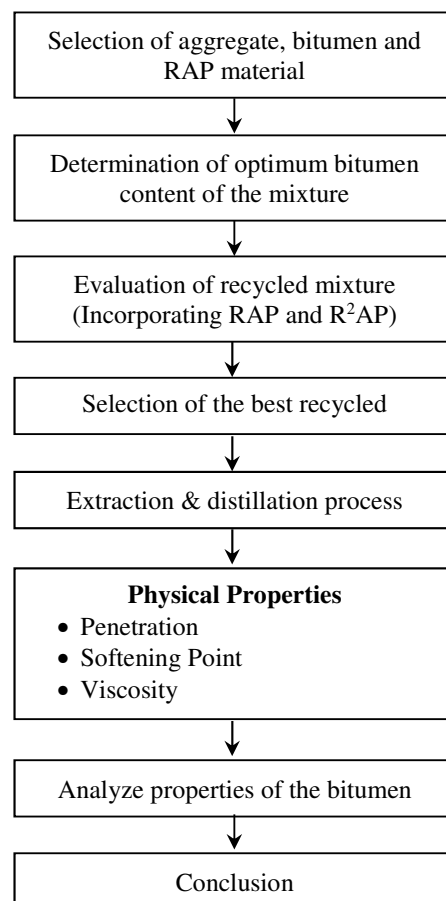 Selection of aggregate, bitumen and
RAP material
Determination of optimum bitumen
content of the mixture
Evaluation of recycled mixture
(Incorporating RAP and R²AP)
Selection of the best recycled
Extraction & distillation process
Physical Properties
• Penetration
• Softening Point
• Viscosity
Analyze properties of the bitumen
Conclusion